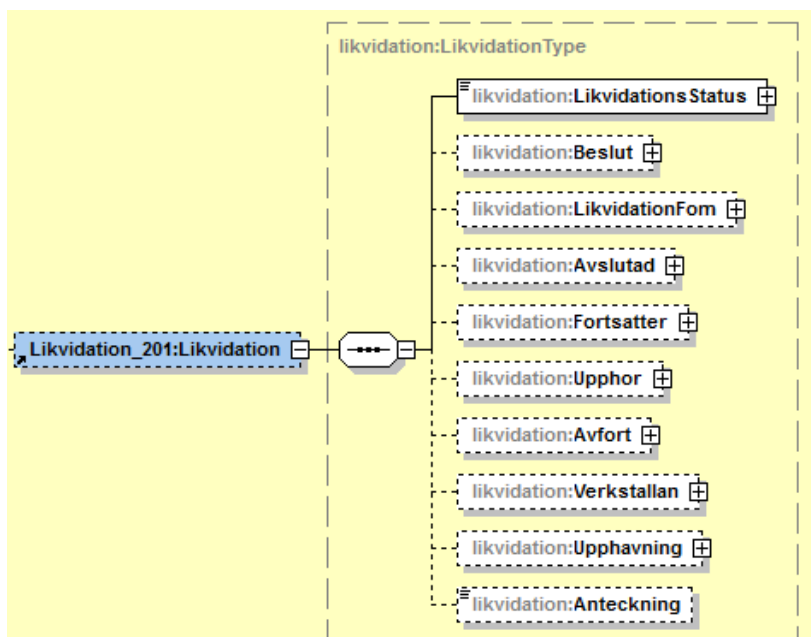 likvidation:LikvidationType
likvidation:LikvidationsStatus
likvidation:Beslut
likvidation:LikvidationFom
likvidation:Avslutad
likvidation:Fortsatter
Likvidation_201:Likvidation
likvidation:Upphor
likvidation:Avfort
likvidation:Verkstallan
likvidation:Upphavning
likvidation:Anteckning